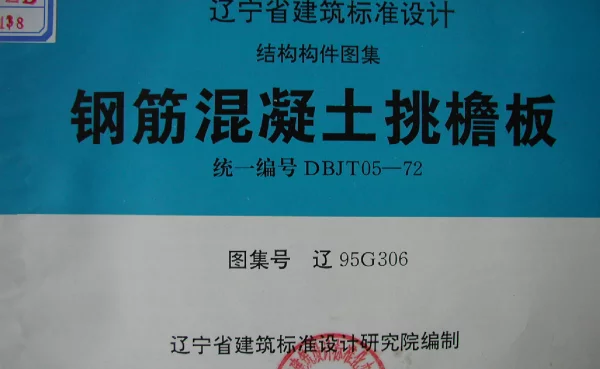 138
辽宁省建筑标准设计
结构构件图集
钢筋混凝土挑檐板
统一编号 DBJT05—72
图集号 辽 95G306
辽宁省建筑标准设计研究院编制